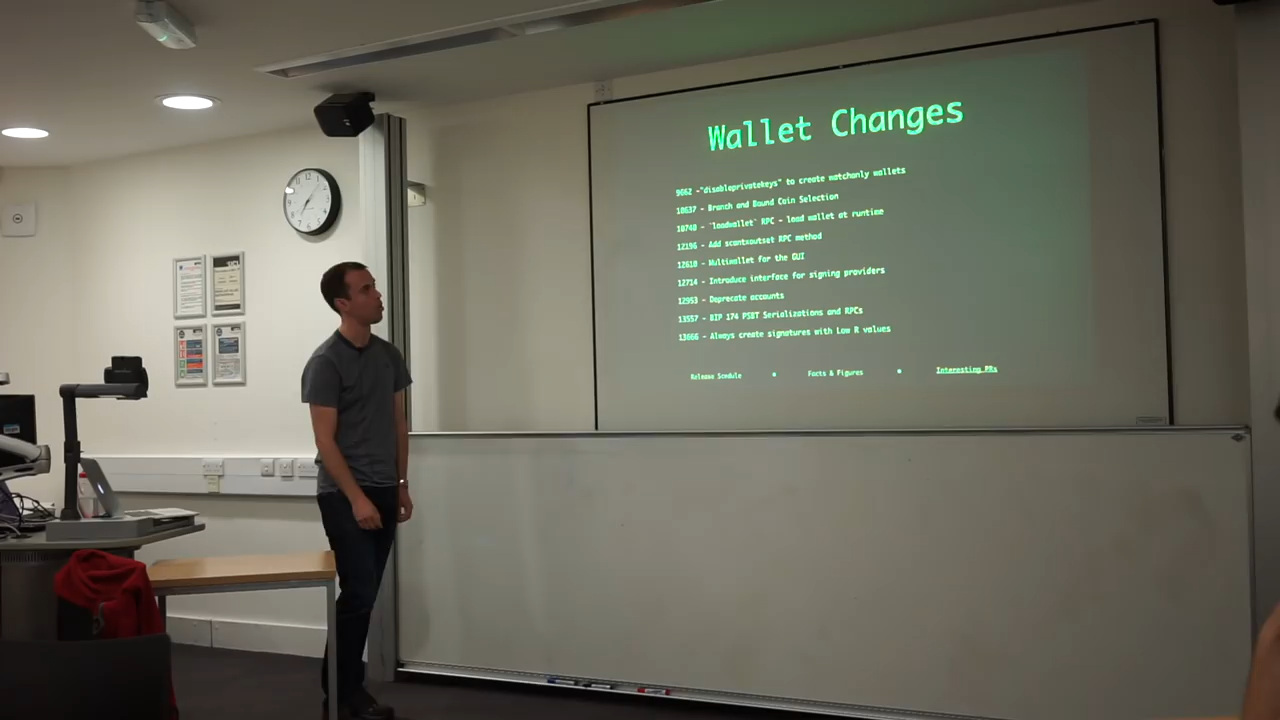 Wallet Changes
9662 -"disableprivatekeys" to create watchonly wallets
10637 - Branch and Bound Coin Selection
10740 - `loadwallet` RPC - load wallet at runtime
12196 - Add scantxoutset RPC method
12610 - Multiwallet for the GUI
12714 - Introduce interface for signing providers
12953 - Deprecate accounts
13557 - BIP 174 PSBT Serializations and RPCs
13666 - Always create signatures with Low R values
Release Schdule • Facts & Figures • Interesting PRs